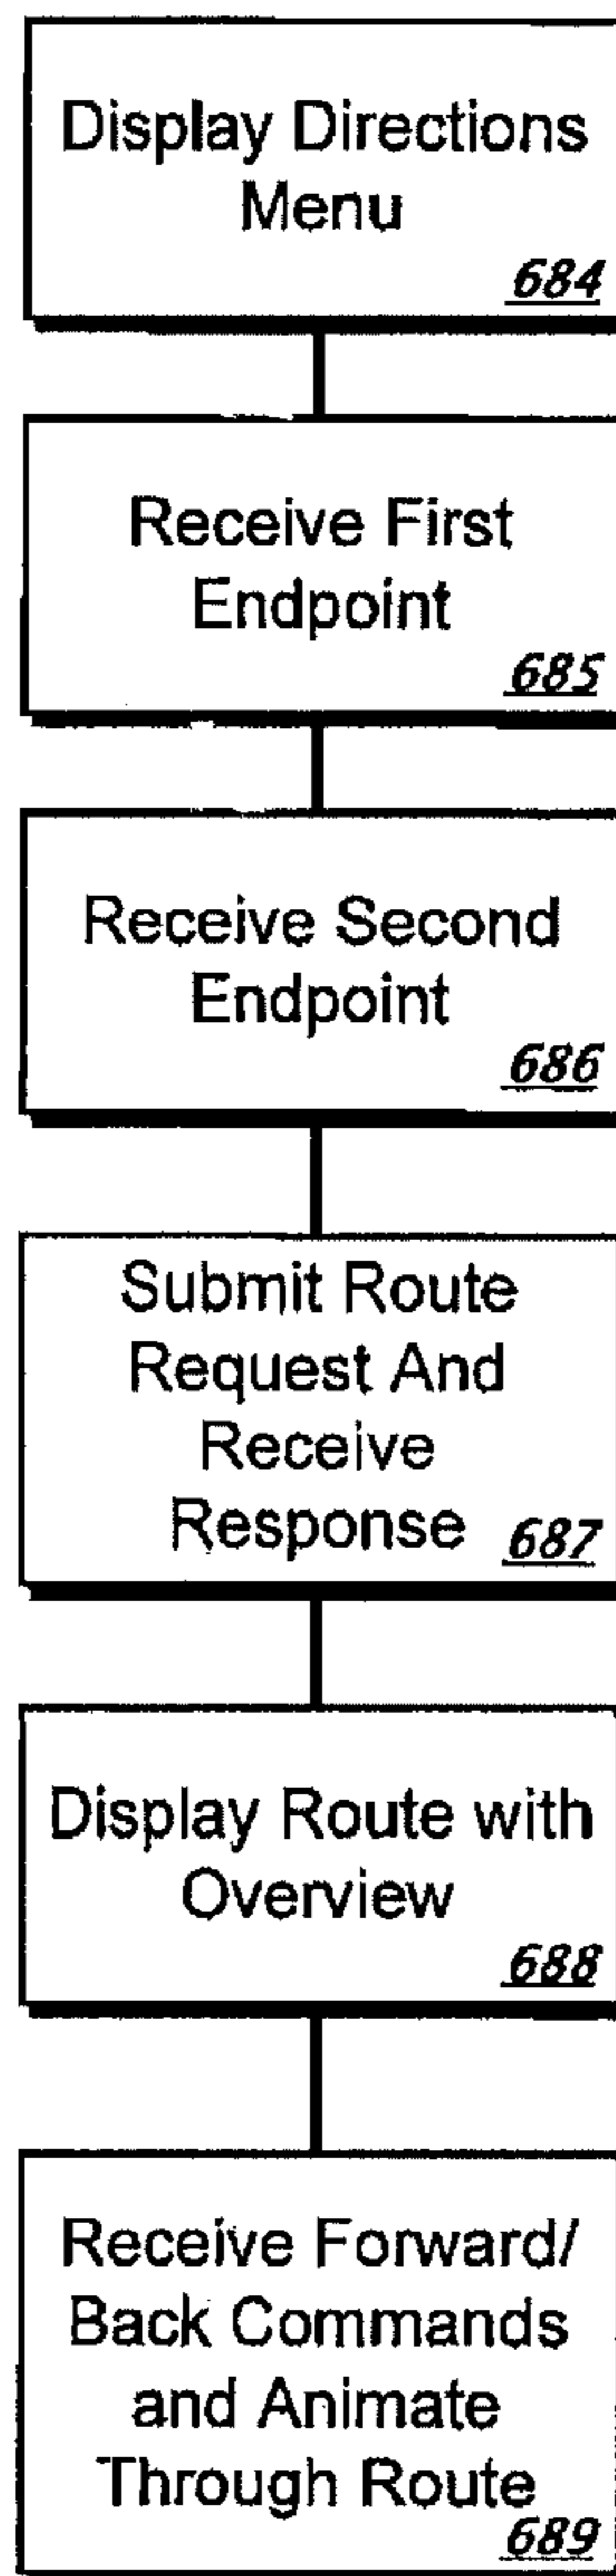 Display Directions
Menu
684
Receive First
Endpoint
685
Receive Second
Endpoint
686
Submit Route
Request And
Receive
Response 687
Display Route with
Overview
688
Receive Forward/
Back Commands
and Animate
Through Route
689